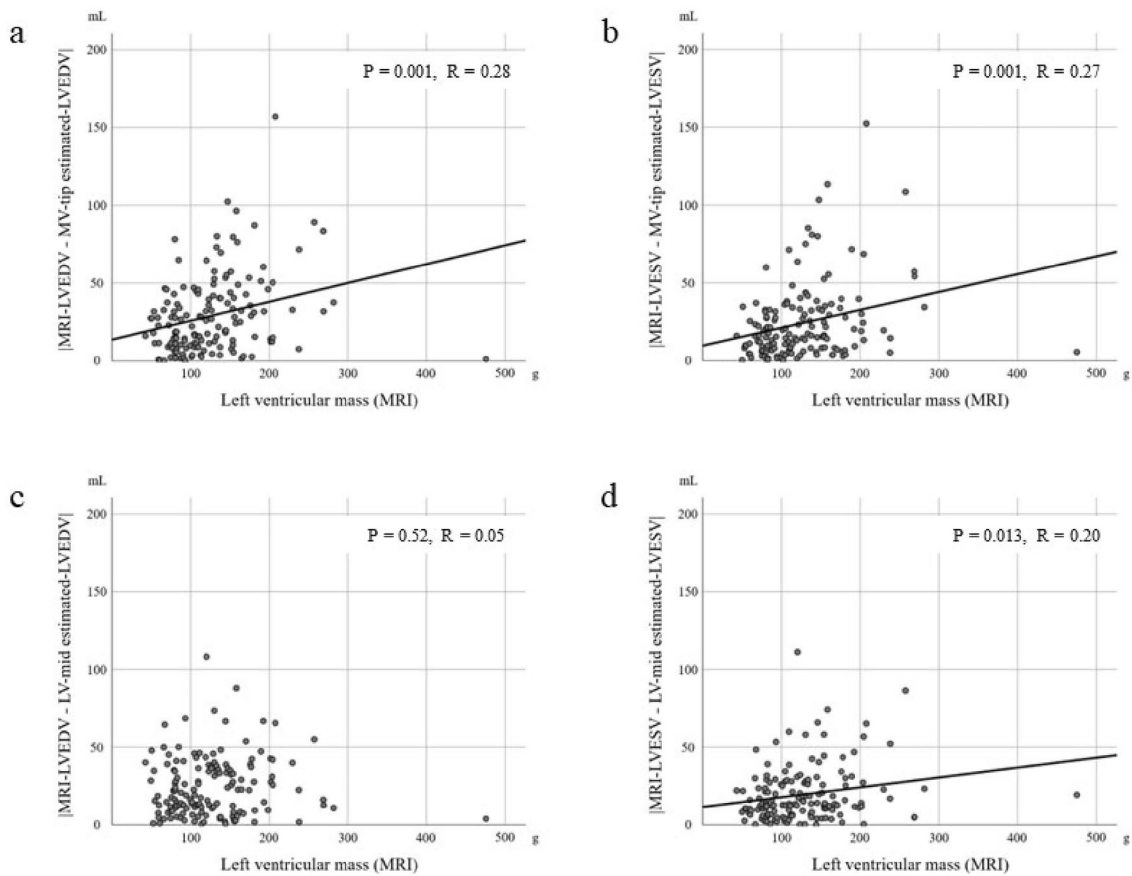 a
mL
P = 0.001, R = 0.28
|MRI-LVEDV - MV-tip estimated-LVEDV|
200
150
100
50
0
100 200 300 400 500 g
Left ventricular mass (MRI)
b
mL
P = 0.001, R = 0.27
|MRI-LVESV - MV-tip estimated-LVESV|
200
150
100
50
0
100 200 300 400 500 g
Left ventricular mass (MRI)
c
mL
P = 0.52, R = 0.05
|MRI-LVEDV - LV-mid estimated-LVEDV|
200
150
100
50
0
100 200 300 400 500 g
Left ventricular mass (MRI)
d
mL
P = 0.013, R = 0.20
|MRI-LVESV - LV-mid estimated-LVESV|
200
150
100
50
0
100 200 300 400 500 g
Left ventricular mass (MRI)